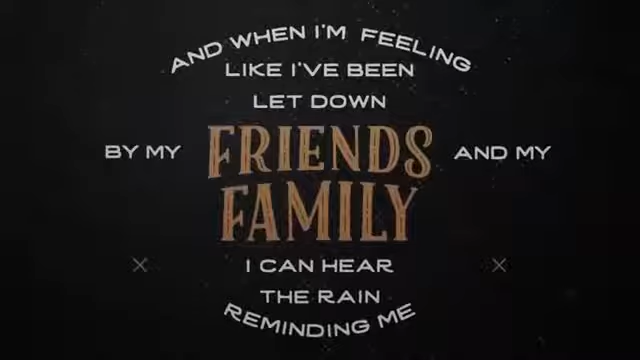 AND WHEN I'M FEELING
LIKE I'VE BEEN
LET DOWN
BY MY FRIENDS AND MY
FAMILY
I CAN HEAR
THE RAIN
REMINDING ME